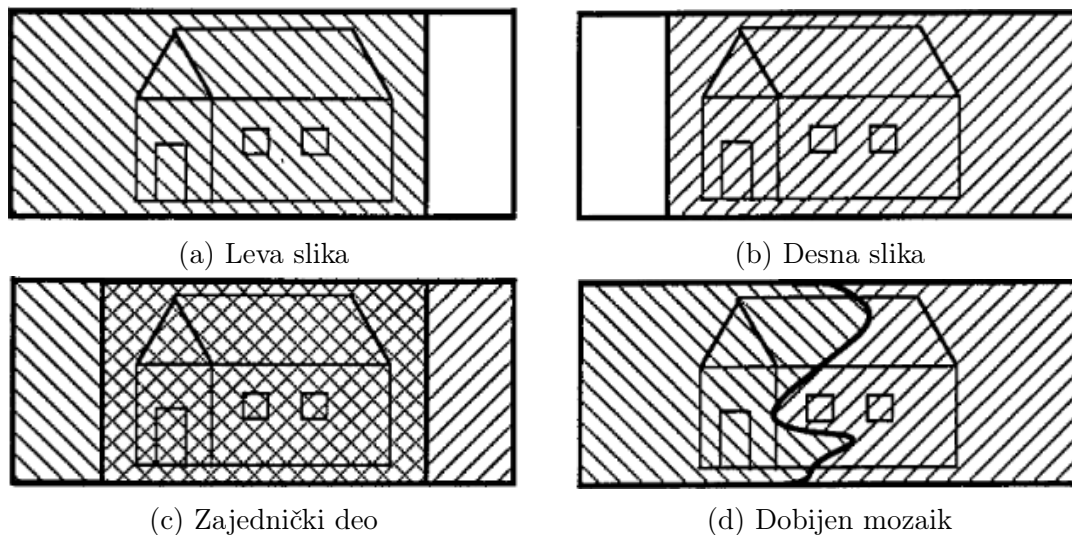 (a) Leva slika
(b) Desna slika
(c) Zajednički deo
(d) Dobijen mozaik